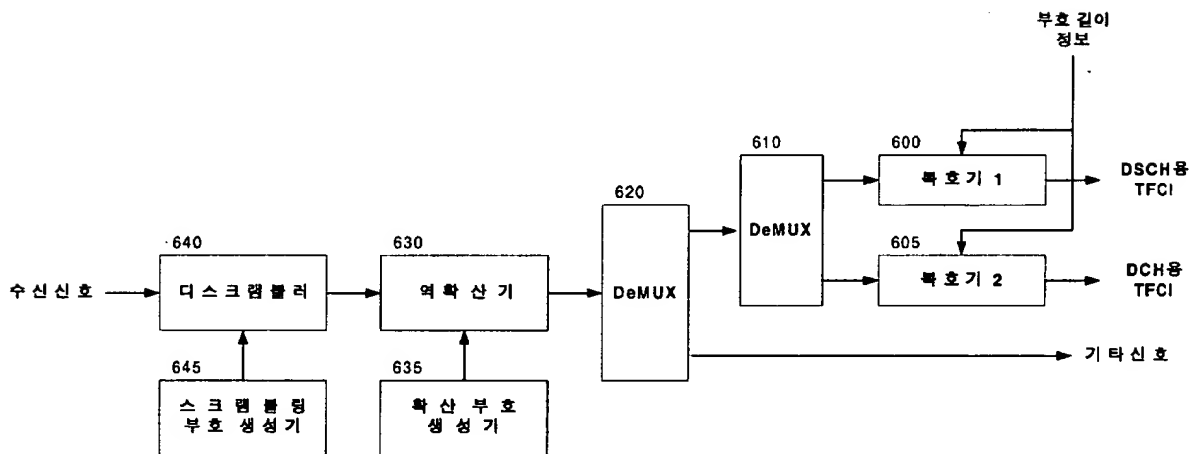 부호 길이
정보
610
600
복호기 1
DSCH용
TFCI
620
DeMUX
605
복호기 2
DCH용
TFCI
640
630
수신신호
디스크램블러
역확산기
DeMUX
기타신호
645
635
스크램블링
부호 생성기
확산부호
생성기